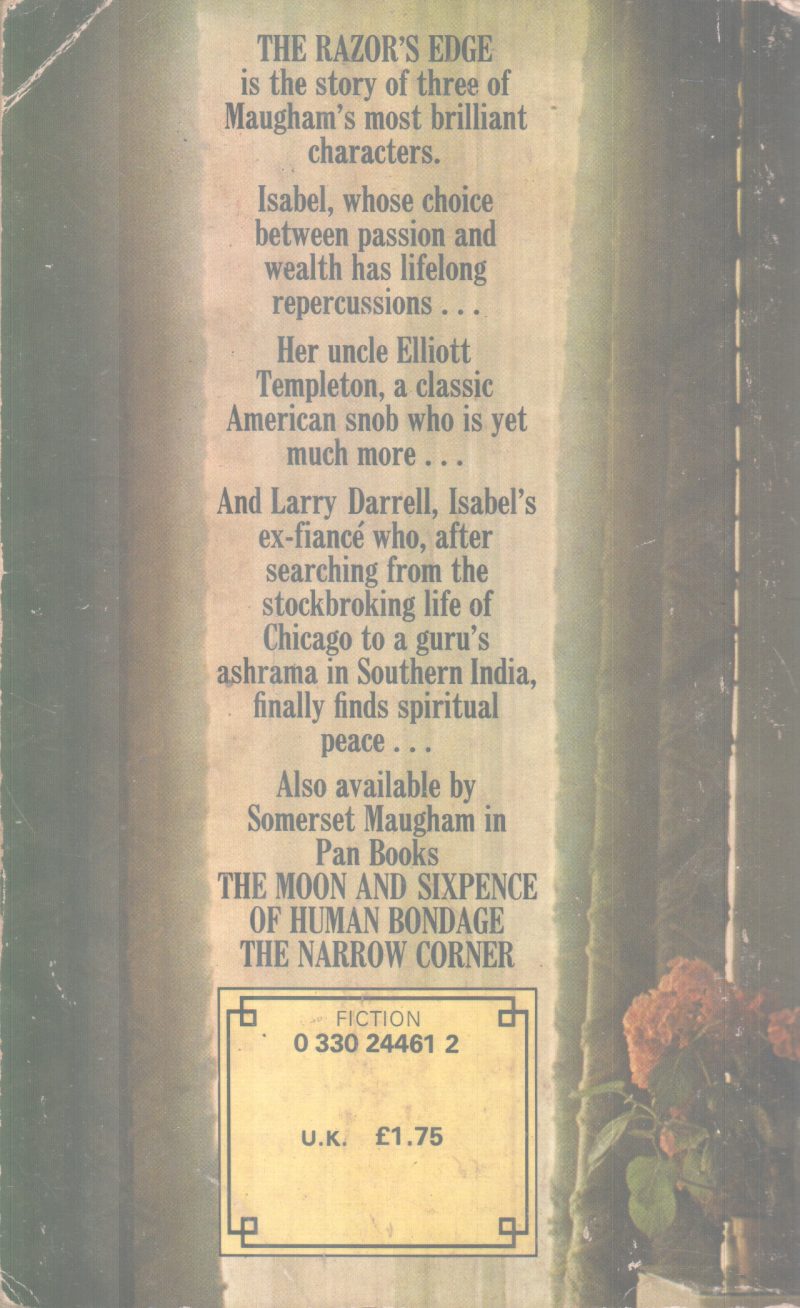 THE RAZOR'S EDGE
is the story of three of
Maugham's most brilliant
characters.
Isabel, whose choice
between passion and
wealth has lifelong
repercussions . . .
Her uncle Elliott
Templeton, a classic
American snob who is yet
much more . . .
And Larry Darrell, Isabel's
ex-fiancé who, after
searching from the
stockbroking life of
Chicago to a guru's
ashrama in Southern India,
finally finds spiritual
peace . . .
Also available by
Somerset Maugham in
Pan Books
THE MOON AND SIXPENCE
OF HUMAN BONDAGE
THE NARROW CORNER
FICTION
0 330 24461 2
U.K. £1.75